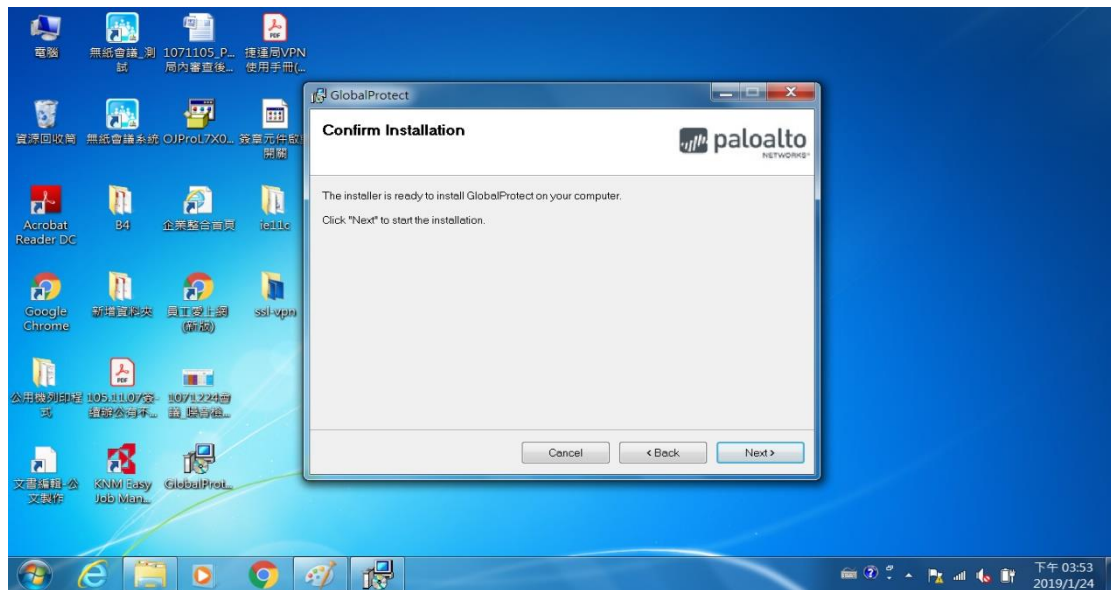 電腦
無紙會議_測
試
1071105_P...
局內審查後...
PDF
捷運局VPN
使用手冊(...
資源回收筒
無紙會議系統
OJProL7X0...
簽章元件啟
開關
Acrobat
Reader DC
B4
企業整合首頁
ie11c
Google
Chrome
新增資料夾
員工愛上網
(新版)
ssl-vpn
公用機列印程
式
PDF
105.11.07簽-
1071224會
議_
文書編輯-公
文製作
KNM Easy
Job Man...
GlobalProt...
GlobalProtect
Confirm Installation
paloalto
NETWORKS
The installer is ready to install GlobalProtect on your computer.
Click "Next" to start the installation.
Cancel
< Back
Next >
下午 03:53
2019/1/24